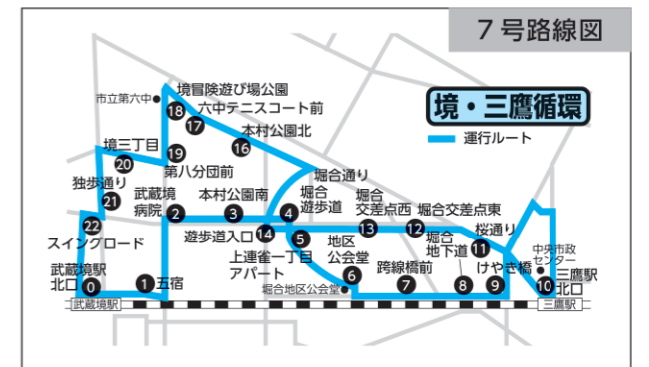 7号路線図
境・三鷹循環
運行ルート
境冒険遊び場公園
市立第六中
18
六中テニスコート前
17
本村公園北
16
境三丁目
20
19
第八分団前
堀合通り
独歩通り
21
武蔵境
病院
2
本村公園南
3
堀合
遊歩道
4
堀合
交差点西
13
堀合交差点東
12
桜通り
11
22
スイングロード
遊歩道入口
14
5
上連雀一丁目
アパート
地区
公会堂
6
堀合
地下道
8
跨線橋前
7
けやき橋
9
中央市政
センター
三鷹駅
北口
10
武蔵境駅
北口
0
1
五宿
堀合地区公会堂
武蔵境駅
三鷹駅